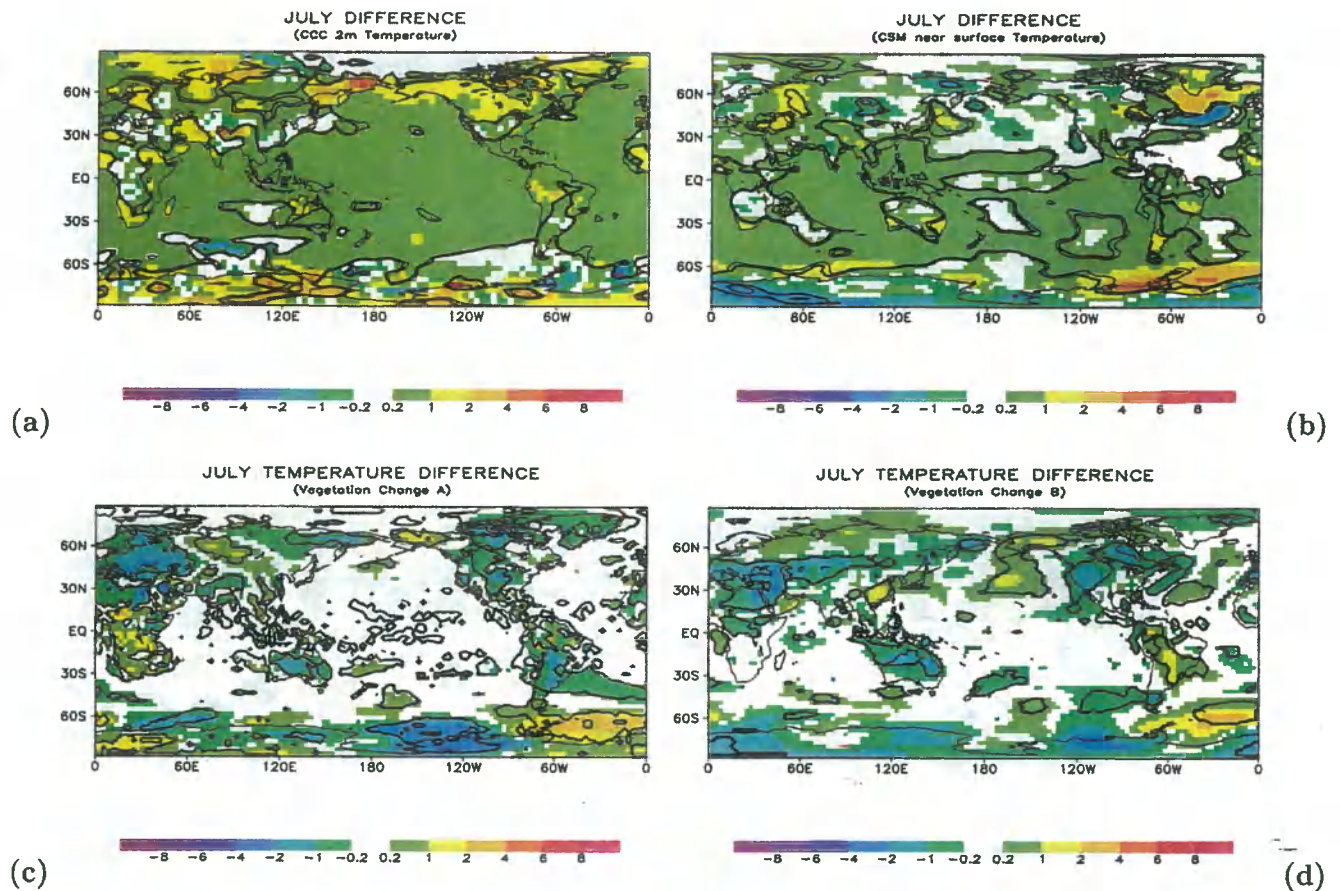 JULY DIFFERENCE
(CCC 2m Temperature)
60N
30N
EQ
30S
60S
0 60E 120E 180 120W 60W 0
-8 -6 -4 -2 -1 -0.2 0.2 1 2 4 6 8
(a)
JULY DIFFERENCE
(CSM near surface Temperature)
60N
30N
EQ
30S
60S
0 60E 120E 180 120W 60W 0
-8 -6 -4 -2 -1 -0.2 0.2 1 2 4 6 8
(b)
JULY TEMPERATURE DIFFERENCE
(Vegetation Change A)
60N
30N
EQ
30S
60S
0 60E 120E 180 120W 60W 0
-8 -6 -4 -2 -1 -0.2 0.2 1 2 4 6 8
(c)
JULY TEMPERATURE DIFFERENCE
(Vegetation Change B)
60N
30N
EQ
30S
60S
0 60E 120E 180 120W 60W 0
-8 -6 -4 -2 -1 -0.2 0.2 1 2 4 6 8
(d)